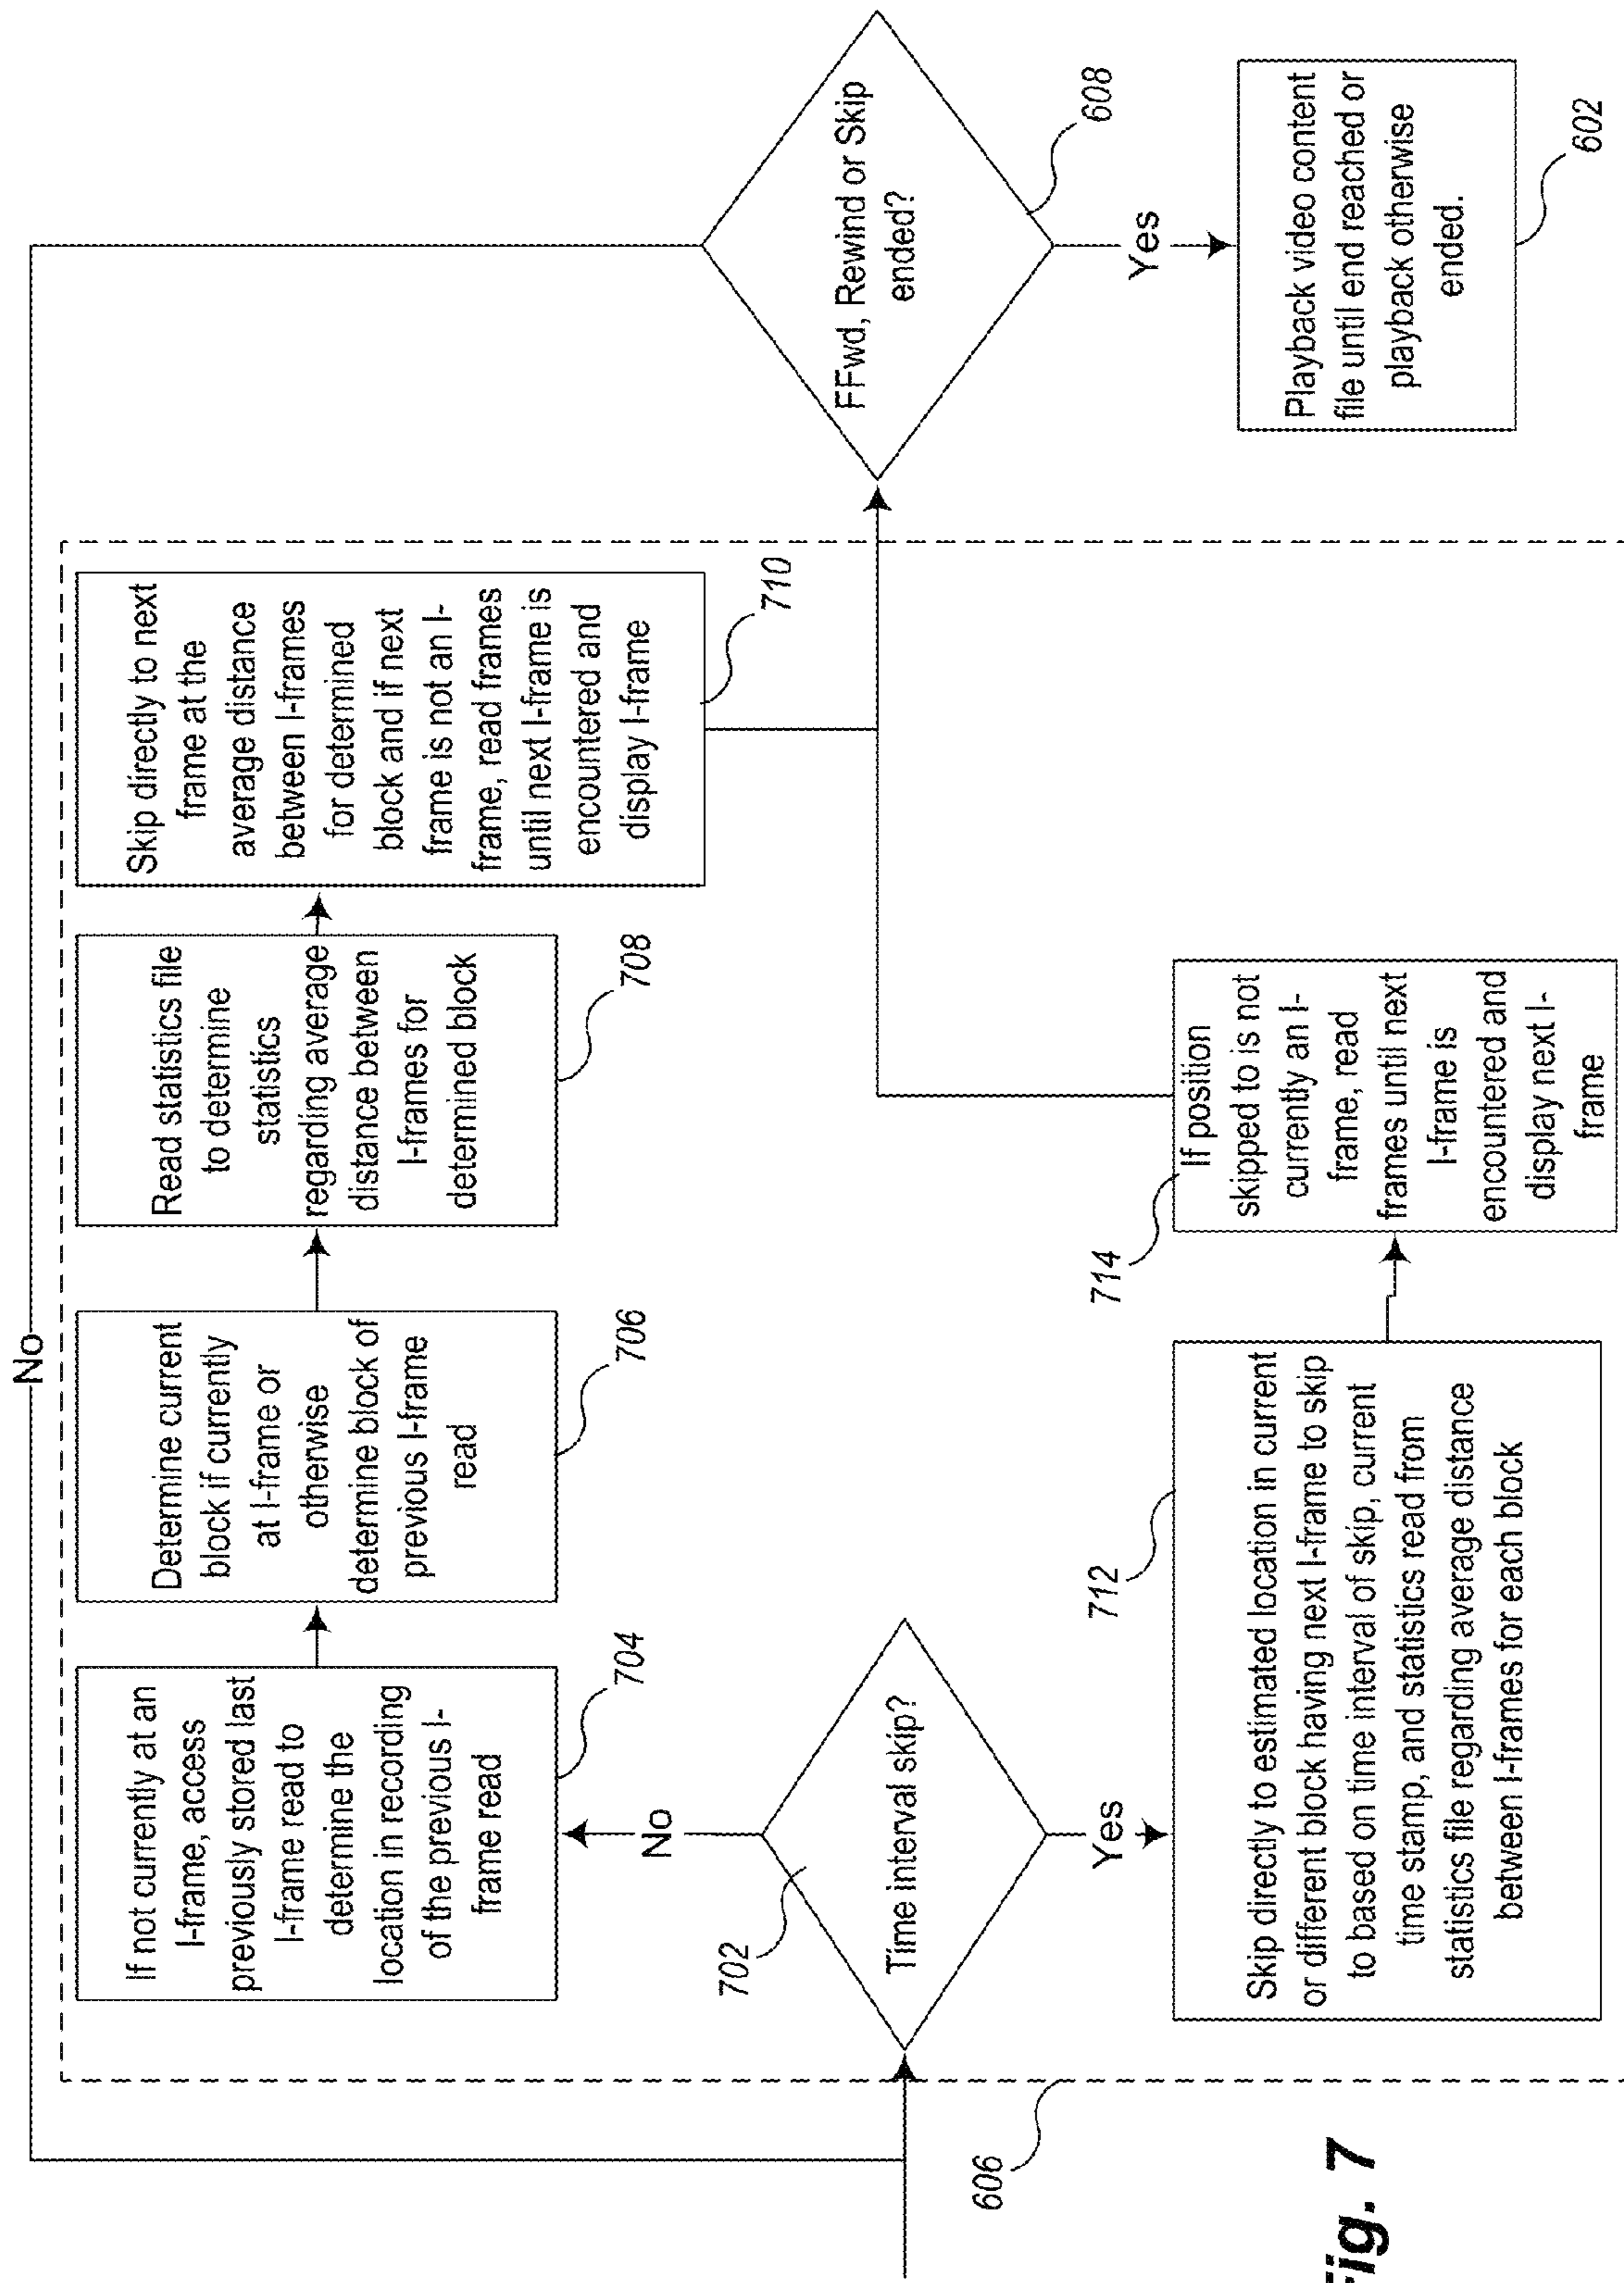 No
If not currently at an
I-frame, access
previously stored last
I-frame read to
determine the
location in recording
of the previous I-
frame read
704
Determine current
block if currently
at I-frame or
otherwise
determine block of
previous I-frame
read
706
Read statistics file
to determine
statistics
regarding average
distance between
I-frames for
determined block
708
Skip directly to next
frame at the
average distance
between I-frames
for determined
block and if next
frame is not an I-
frame, read frames
until next I-frame is
encountered and
display I-frame
710
No
702
Time interval skip?
Yes
712
Skip directly to estimated location in current
or different block having next I-frame to skip
to based on time interval of skip, current
time stamp, and statistics read from
statistics file regarding average distance
between I-frames for each block
714
If position
skipped to is not
currently an I-
frame, read
frames until next
I-frame is
encountered and
display next I-
frame
FFwd, Rewind or Skip
ended?
608
Yes
Playback video content
file until end reached or
playback otherwise
ended.
602
606
Fig. 7